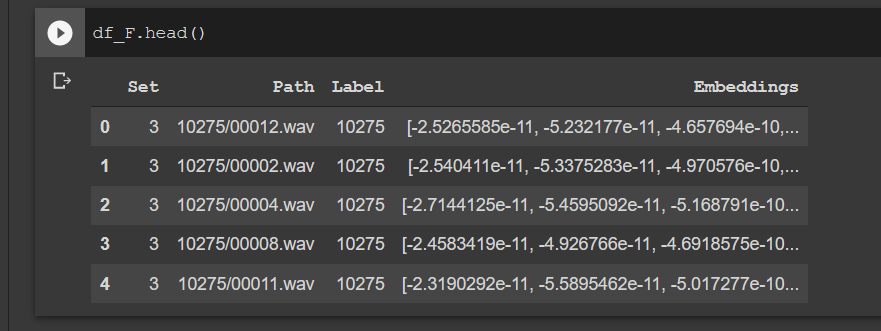 df_F.head()
Set Path Label Embeddings
0 3 10275/00012.wav 10275 [-2.5265585e-11, -5.232177e-11, -4.657694e-10,...
1 3 10275/00002.wav 10275 [-2.540411e-11, -5.3375283e-11, -4.970576e-10,...
2 3 10275/00004.wav 10275 [-2.7144125e-11, -5.4595092e-11, -5.168791e-10...
3 3 10275/00008.wav 10275 [-2.4583419e-11, -4.926766e-11, -4.6918575e-10...
4 3 10275/00011.wav 10275 [-2.3190292e-11, -5.5895462e-11, -5.017277e-10...